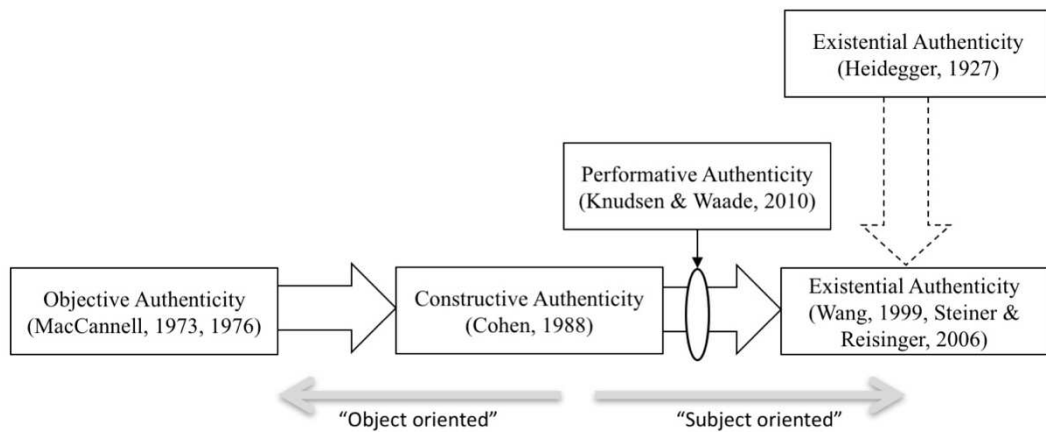 Existential Authenticity
(Heidegger, 1927)
Performative Authenticity
(Knudsen & Waade, 2010)
Objective Authenticity
(MacCannell, 1973, 1976)
Constructive Authenticity
(Cohen, 1988)
Existential Authenticity
(Wang, 1999, Steiner &
Reisinger, 2006)
“Object oriented”
“Subject oriented”